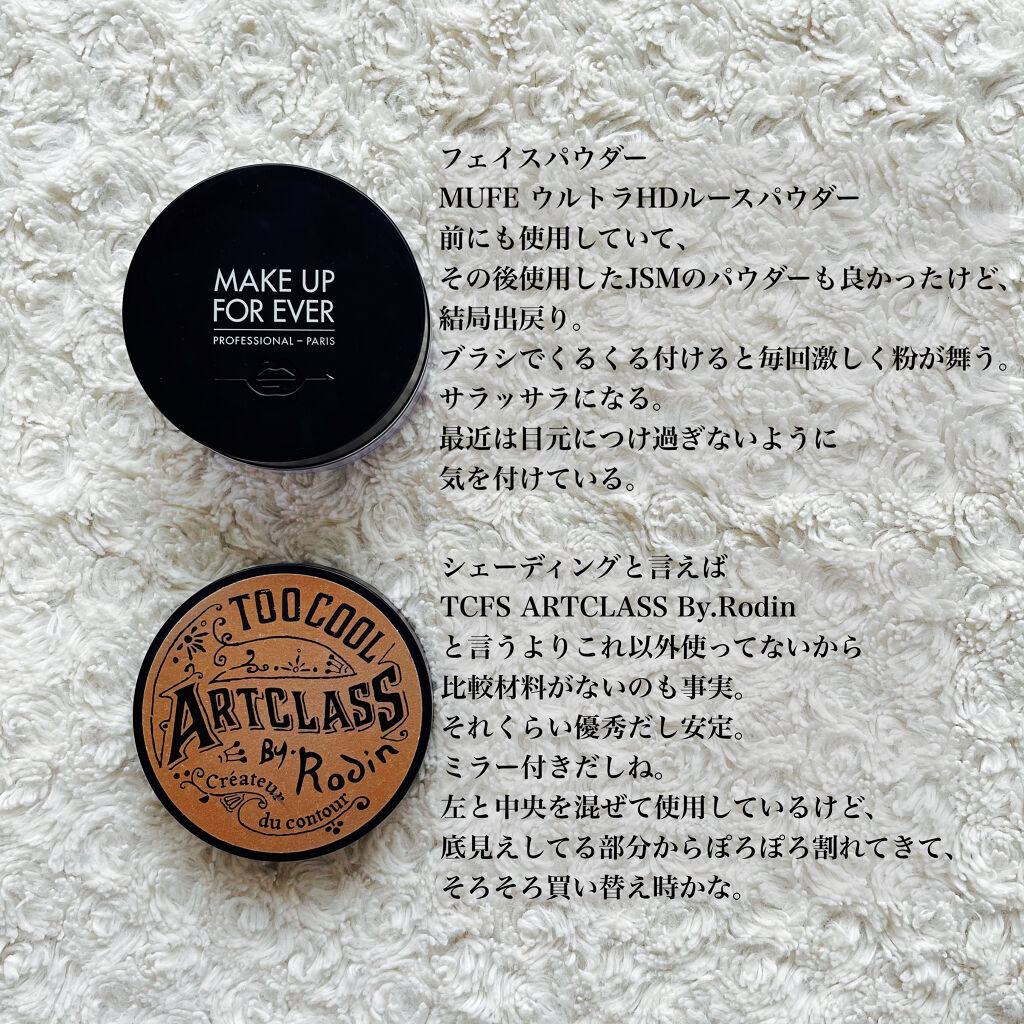 MAKE UP
FOR EVER
PROFESSIONAL – PARIS
フェイスパウダー
MUFE ウルトラHDルースパウダー
前にも使用していて、
その後使用したJSMのパウダーも良かったけど、
結局出戻り。
ブラシでくるくる付けると毎回激しく粉が舞う。
サラッサラになる。
最近は目元につけ過ぎないように
気を付けている。
TOO COOL
ARTCLASS
By. Rodin
Créateur
du contour
シェーディングと言えば
TCFS ARTCLASS By.Rodin
と言うよりこれ以外使ってないから
比較材料がないのも事実。
それくらい優秀だし安定。
ミラー付きだしね。
左と中央を混ぜて使用しているけど、
底見えしてる部分からぽろぽろ割れてきて、
そろそろ買い替え時かな。